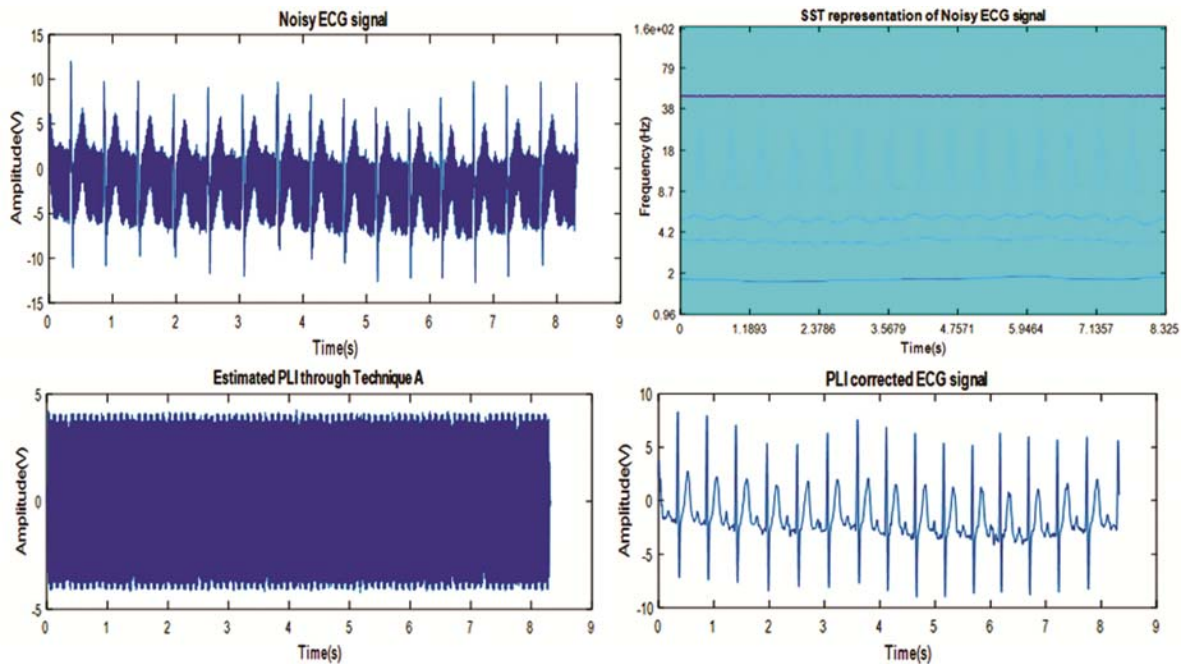 Noisy ECG signal
15
10
5
0
-5
-10
-15
Amplitude(V)
0 1 2 3 4 5 6 7 8 9
Time(s)
SST representation of Noisy ECG signal
1.6e+02
79
38
18
8.7
4.2
2
0.96
Frequency (Hz)
0 1.1893 2.3786 3.5679 4.7571 5.9464 7.1357 8.325
Time(s)
Estimated PLI through Technique A
5
0
-5
Amplitude(V)
0 1 2 3 4 5 6 7 8 9
Time(s)
PLI corrected ECG signal
10
5
0
-5
-10
Amplitude(V)
0 1 2 3 4 5 6 7 8 9
Time(s)